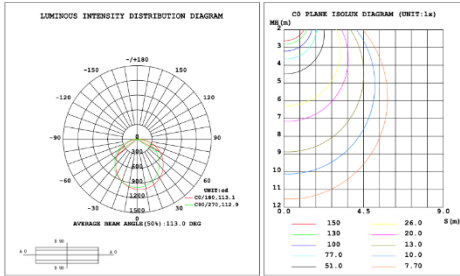 LUMINOUS INTENSITY DISTRIBUTION DIAGRAM
-/+180
-150 150
-120 120
-90 0 90
300
600
900
-60 1200 60
1500
UNIT:cd
C0/180,113.1
C90/270,112.9
-30 30
0
AVERAGE BEAM ANGLE(50%):113.0 DEG
C0 PLANE ISOLUX DIAGRAM (UNIT:lx)
MH(m)
2
3
4
5
6
7
8
9
10
11
12
0.0 4.5 9.0
S(m)
150 26.0
130 20.0
100 13.0
77.0 10.0
51.0 7.70